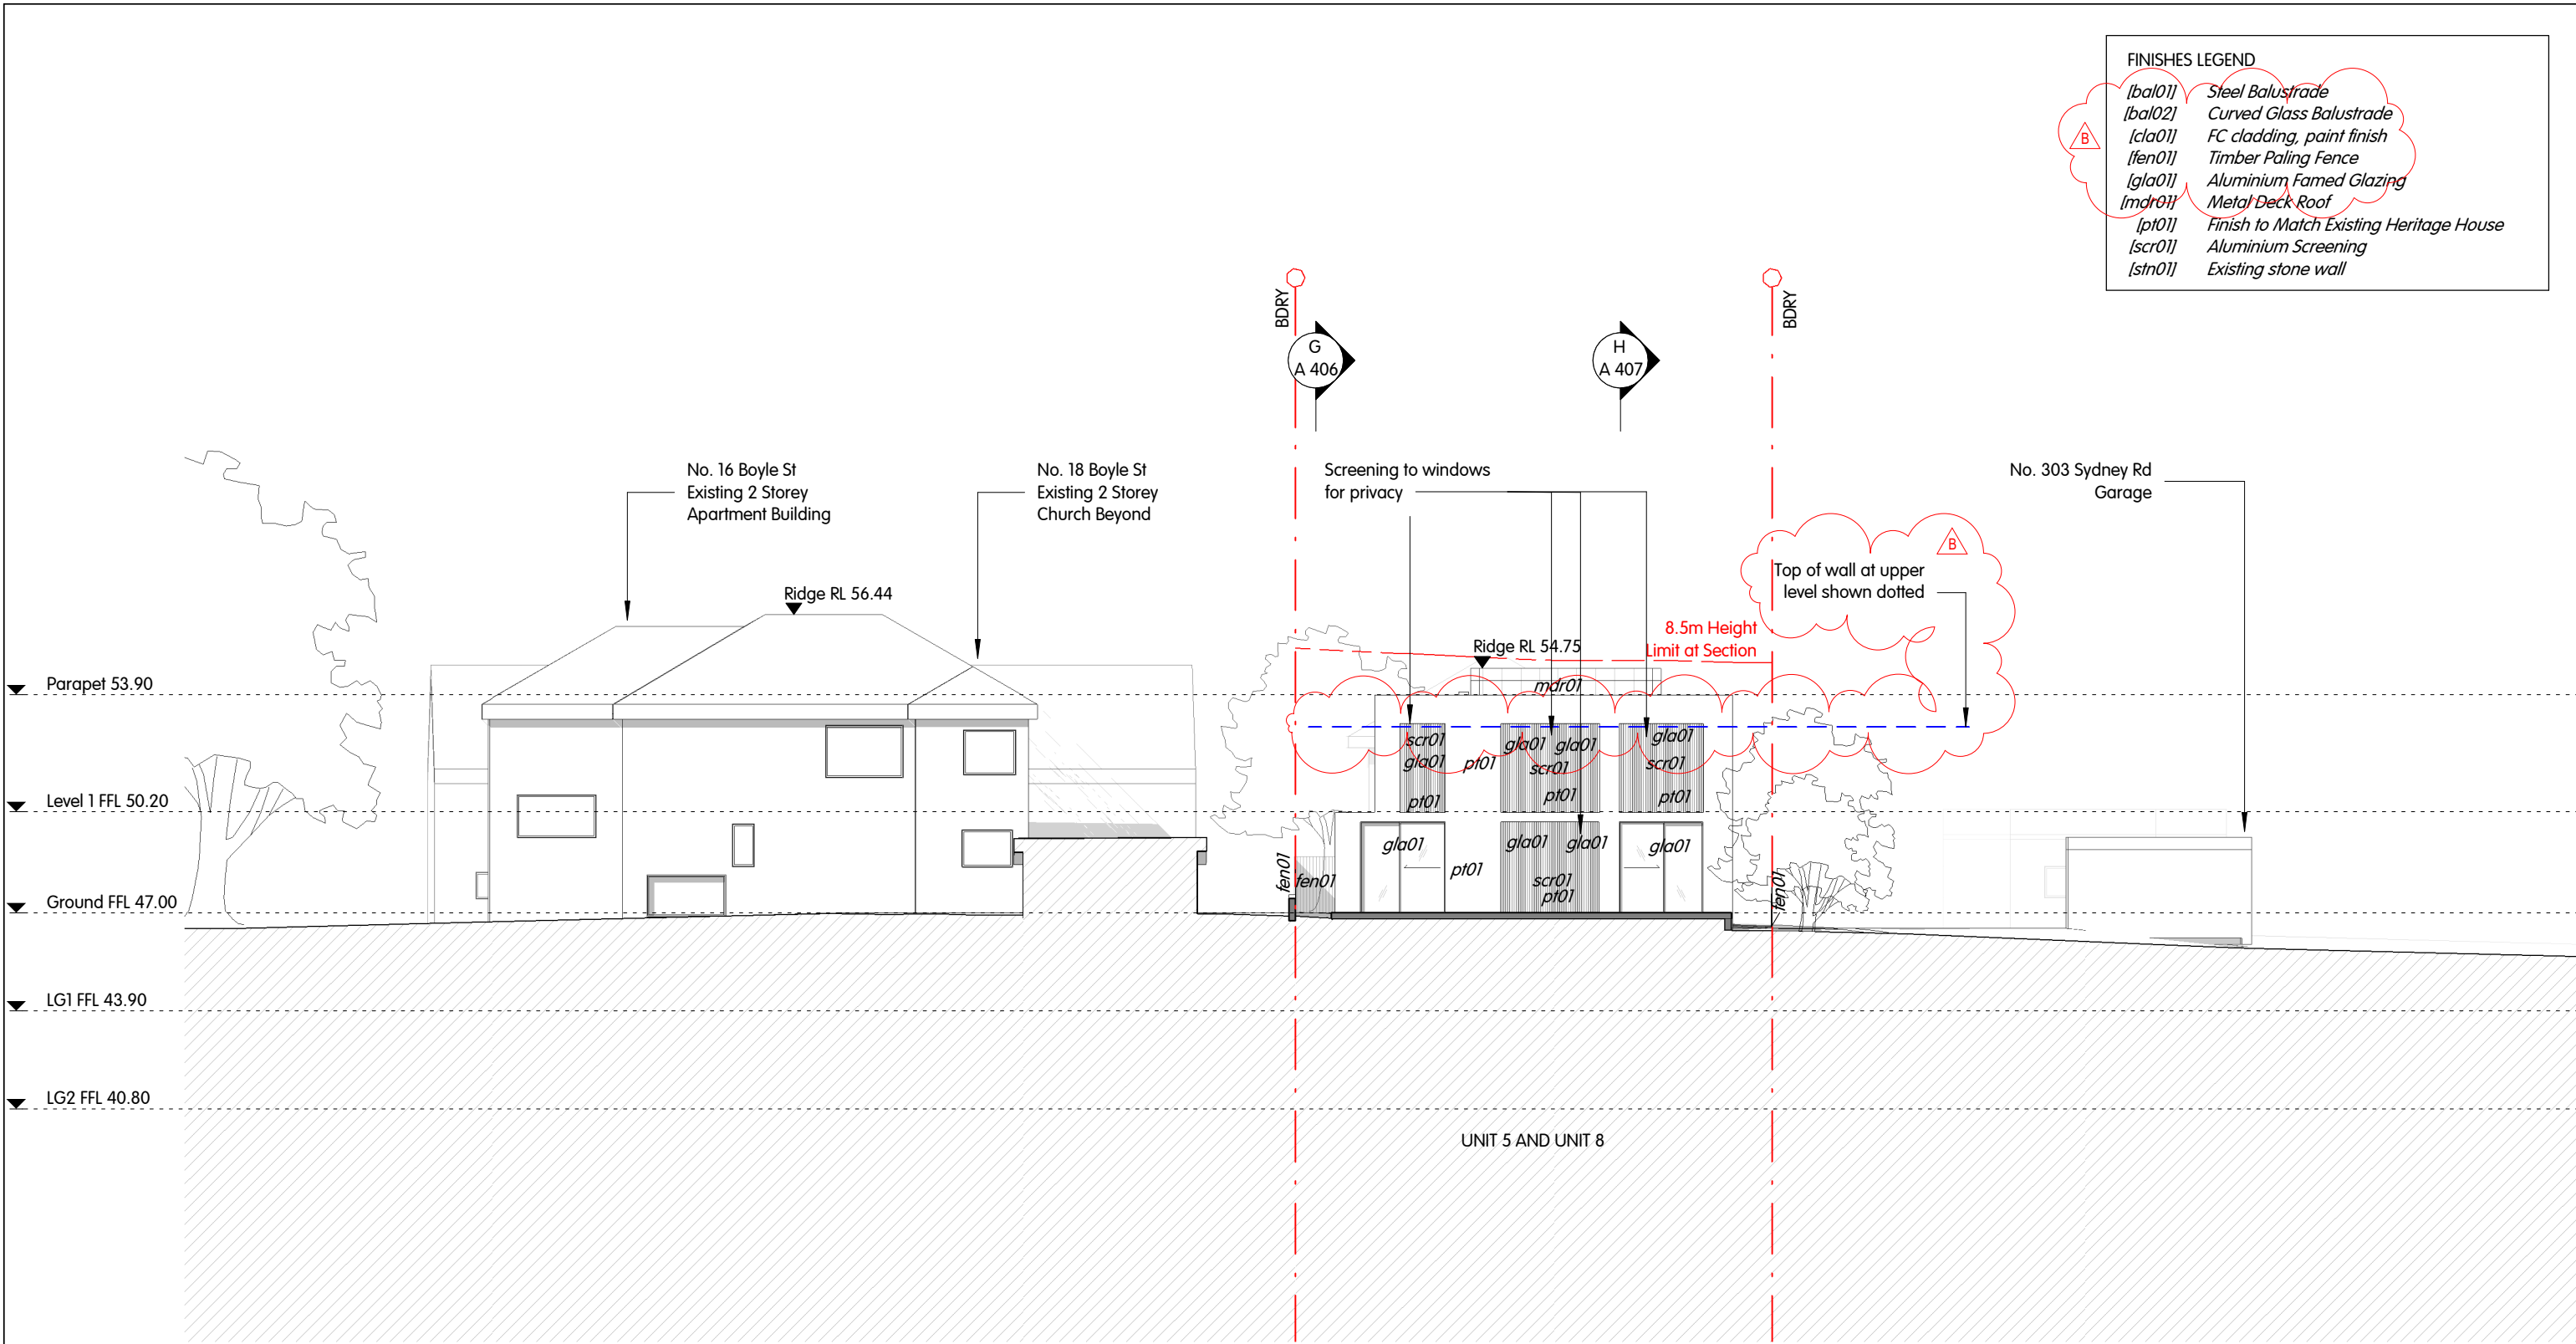 FINISHES LEGEND
[bal01] Steel Balustrade
[bal02] Curved Glass Balustrade
[cla01] FC cladding, paint finish
[fen01] Timber Paling Fence
[gla01] Aluminium Famed Glazing
[mdr01] Metal Deck Roof
[pt01] Finish to Match Existing Heritage House
[scr01] Aluminium Screening
[stn01] Existing stone wall
B
BDRY
BDRY
G
A 406
H
A 407
No. 16 Boyle St
Existing 2 Storey
Apartment Building
No. 18 Boyle St
Existing 2 Storey
Church Beyond
Screening to windows
for privacy
No. 303 Sydney Rd
Garage
B
Top of wall at upper
level shown dotted
Ridge RL 56.44
8.5m Height
Limit at Section
Ridge RL 54.75
mdr01
Parapet 53.90
scr01
gla01
pt01
gla01
gla01
scr01
gla01
scr01
pt01
pt01
pt01
Level 1 FFL 50.20
gla01
pt01
gla01
gla01
scr01
pt01
gla01
fen01
fen01
fen01
Ground FFL 47.00
LG1 FFL 43.90
LG2 FFL 40.80
UNIT 5 AND UNIT 8